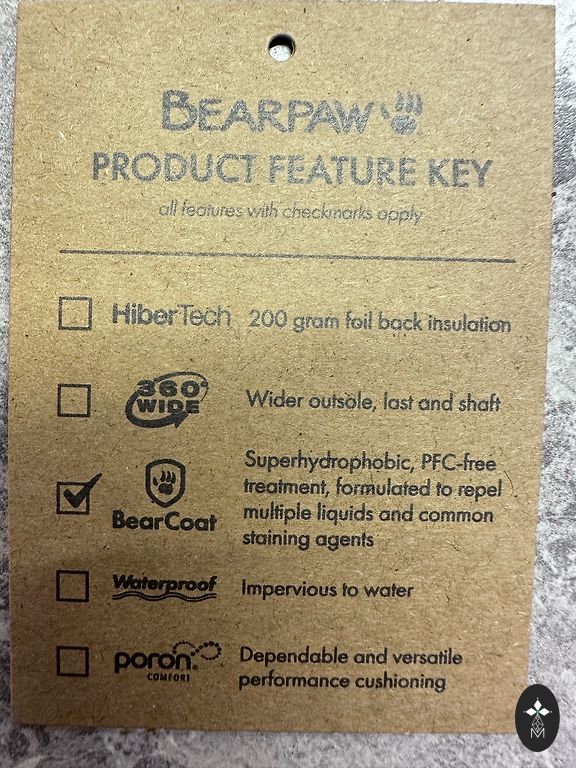 BEARPAW
PRODUCT FEATURE KEY
all features with checkmarks apply
HiberTech 200 gram foil back insulation
360°
WIDE
Wider outsole, last and shaft
BearCoat
Superhydrophobic, PFC-free
treatment, formulated to repel
multiple liquids and common
staining agents
Waterproof Impervious to water
poron.
COMFORT
Dependable and versatile
performance cushioning
M